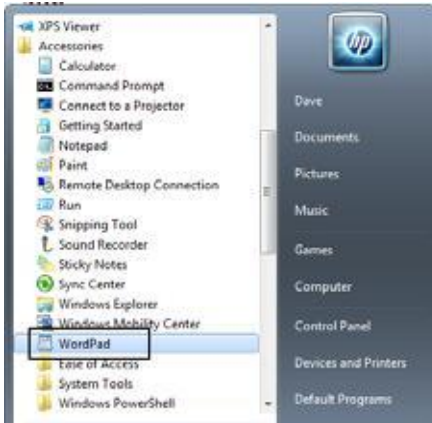 XPS Viewer
Accessories
Calculator
Command Prompt
Connect to a Projector
Getting Started
Notepad
Paint
Remote Desktop Connection
Run
Snipping Tool
Sound Recorder
Sticky Notes
Sync Center
Windows Explorer
Windows Mobility Center
WordPad
Ease of Access
System Tools
Windows PowerShell
hp
Dave
Documents
Pictures
Music
Games
Computer
Control Panel
Devices and Printers
Default Programs